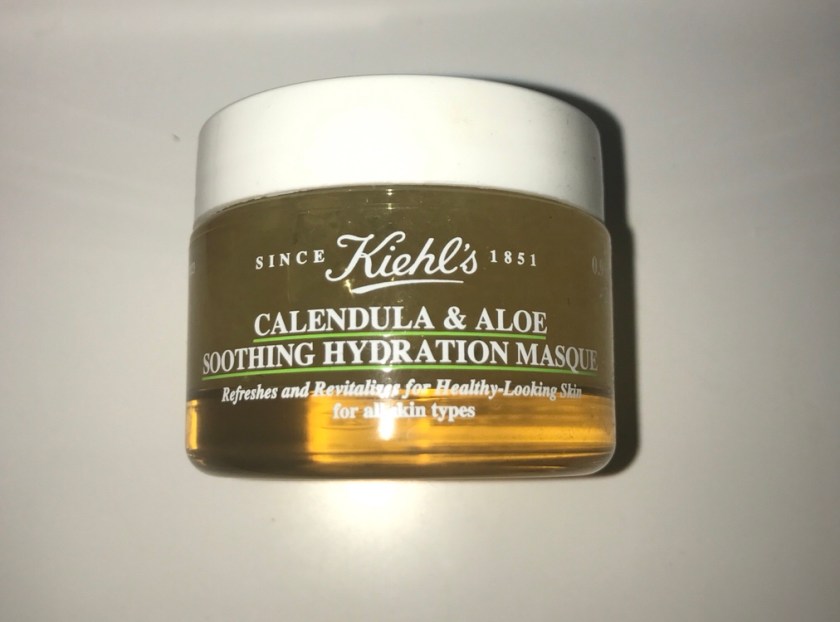 SINCE Kiehl's 1851
CALENDULA & ALOE
SOOTHING HYDRATION MASQUE
Refreshes and Revitalizes for Healthy-Looking Skin
for all skin types